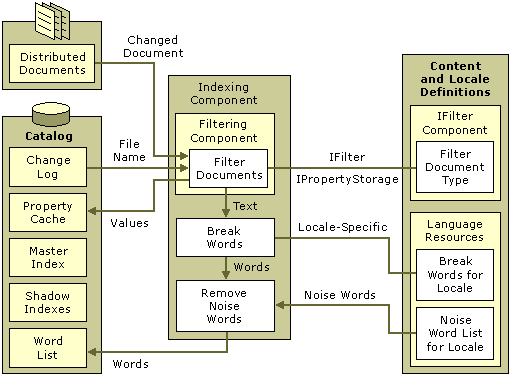 Changed
Document
Distributed
Documents
Indexing
Component
Content
and Locale
Definitions
Catalog
Filtering
Component
IFilter
Component
File
Name
Change
Log
Filter
Documents
IFilter
IPropertyStorage
Filter
Document
Type
Property
Cache
Values
Text
Language
Resources
Break
Words
Locale-Specific
Master
Index
Words
Break
Words for
Locale
Shadow
Indexes
Remove
Noise
Words
Noise Words
Noise
Word List
for Locale
Word
List
Words